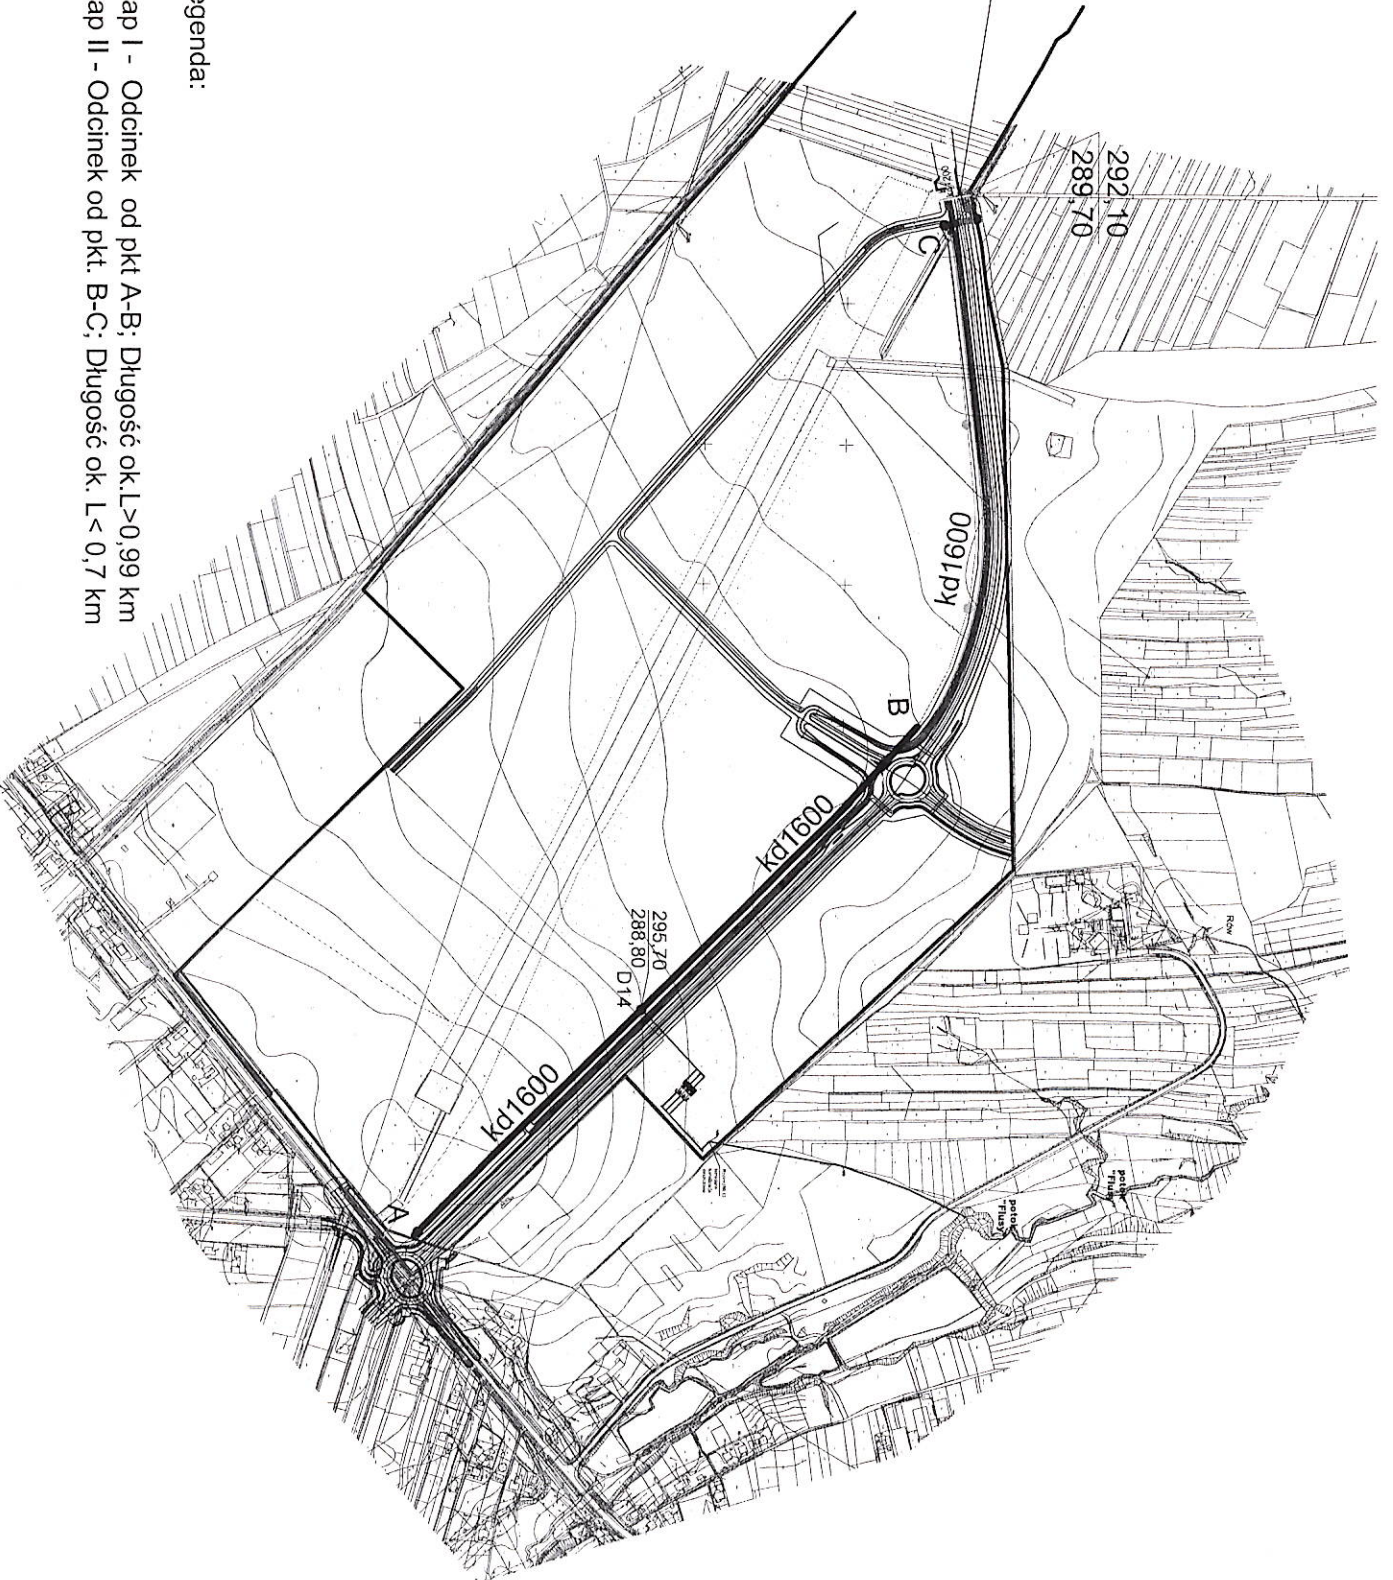 egenda:
ap I - Odcinek od pkt A-B; Długość ok.L>0,99 km
ap II - Odcinek od pkt. B-C; Długość ok. L< 0,7 km
292,10
289,70
C
kd1600
B
kd1600
295,70
288,80
D14
kd1600
A
Rów
potok
"Flusy
potok
"Flusy